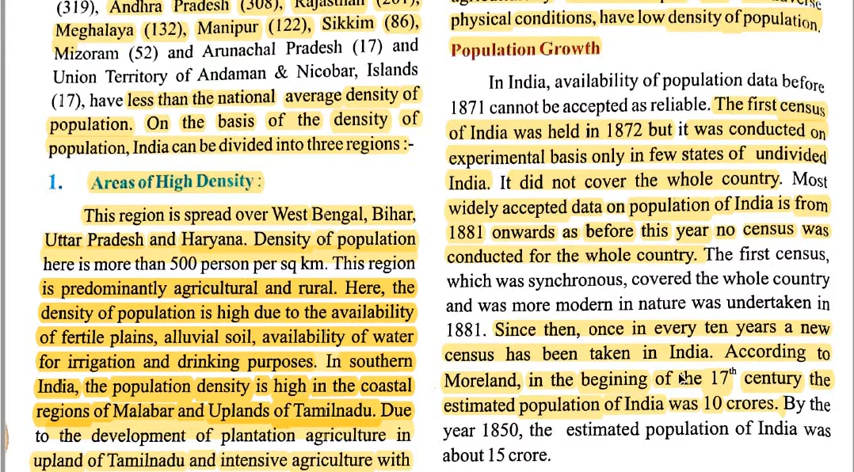 (319), Andhra Pradesh (308), Rajasthan (201),
Meghalaya (132), Manipur (122), Sikkim (86),
Mizoram (52) and Arunachal Pradesh (17) and
Union Territory of Andaman & Nicobar, Islands
(17), have less than the national average density of
population. On the basis of the density of
population, India can be divided into three regions :-
1. Areas of High Density :
This region is spread over West Bengal, Bihar,
Uttar Pradesh and Haryana. Density of population
here is more than 500 person per sq km. This region
is predominantly agricultural and rural. Here, the
density of population is high due to the availability
of fertile plains, alluvial soil, availability of water
for irrigation and drinking purposes. In southern
India, the population density is high in the coastal
regions of Malabar and Uplands of Tamilnadu. Due
to the development of plantation agriculture in
upland of Tamilnadu and intensive agriculture with
physical conditions, have low density of population.
Population Growth
In India, availability of population data before
1871 cannot be accepted as reliable. The first census
of India was held in 1872 but it was conducted on
experimental basis only in few states of undivided
India. It did not cover the whole country. Most
widely accepted data on population of India is from
1881 onwards as before this year no census was
conducted for the whole country. The first census,
which was synchronous, covered the whole country
and was more modern in nature was undertaken in
1881. Since then, once in every ten years a new
census has been taken in India. According to
Moreland, in the begining of the 17th century the
estimated population of India was 10 crores. By the
year 1850, the estimated population of India was
about 15 crore.